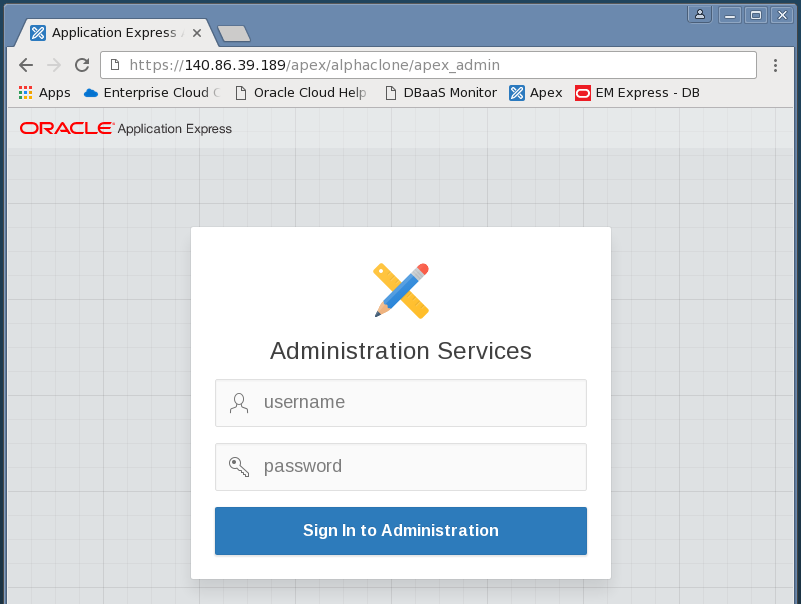 Application Express
https://140.86.39.189/apex/alphaclone/apex_admin
Apps Enterprise Cloud Oracle Cloud Help DBaaS Monitor Apex EM Express - DB
ORACLE Application Express
Administration Services
username
password
Sign In to Administration